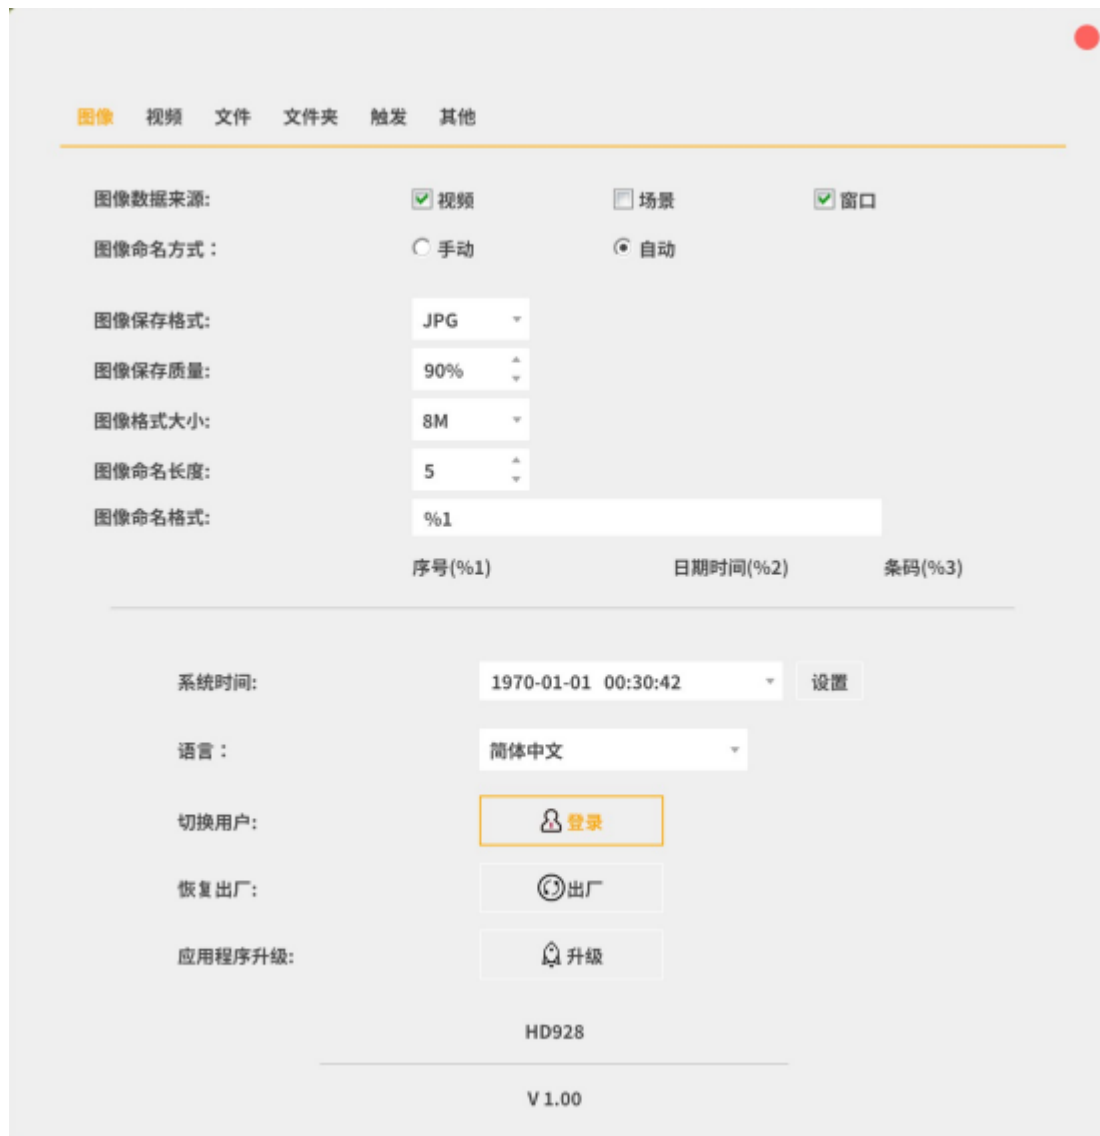 图像 视频 文件 文件夹 触发 其他
图像数据来源: 视频 场景 窗口
图像命名方式： 手动 自动
图像保存格式: JPG
图像保存质量: 90%
图像格式大小: 8M
图像命名长度: 5
图像命名格式: %1
序号(%1) 日期时间(%2) 条码(%3)
系统时间: 1970-01-01 00:30:42 设置
语言： 简体中文
切换用户: 登录
恢复出厂: 出厂
应用程序升级: 升级
HD928
V 1.00